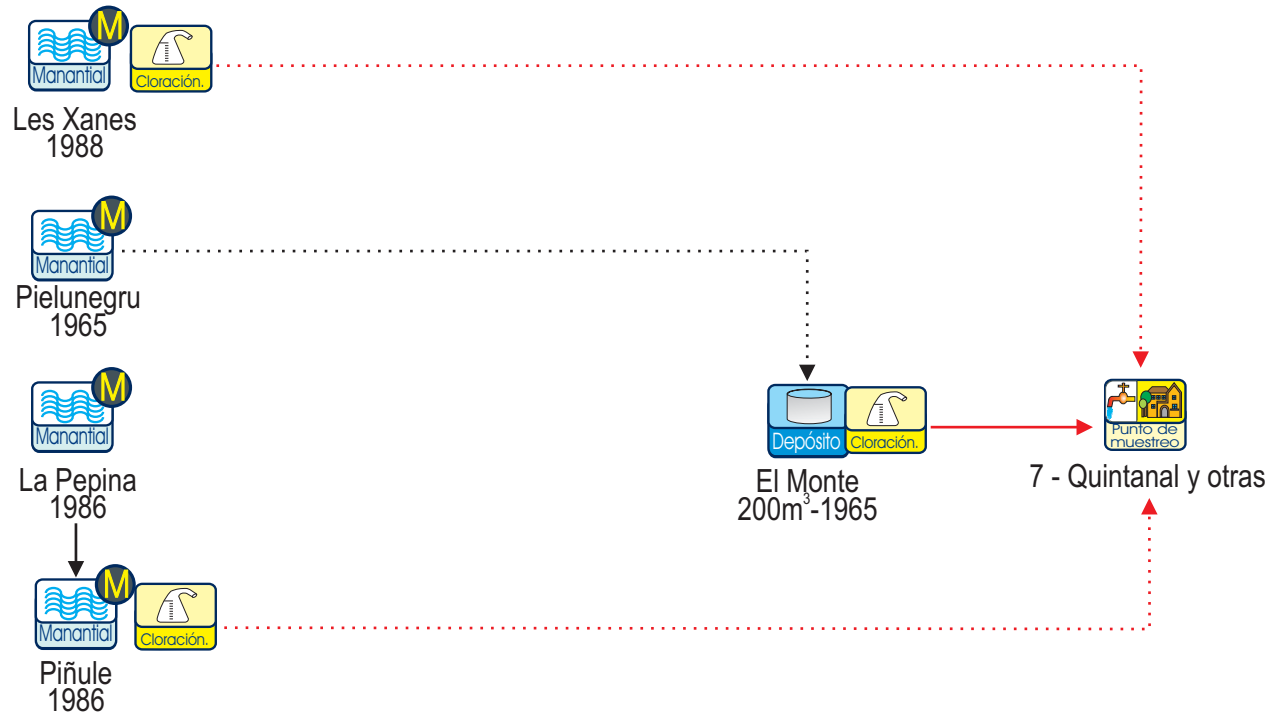 M
Manantial
Cloración.
Les Xanes
1988
M
Manantial
Pielunegru
1965
M
Manantial
La Pepina
1986
M
Manantial
Cloración.
Piñule
1986
Depósito
Cloración.
El Monte
200m³-1965
Punto de
muestreo
7 - Quintanal y otras